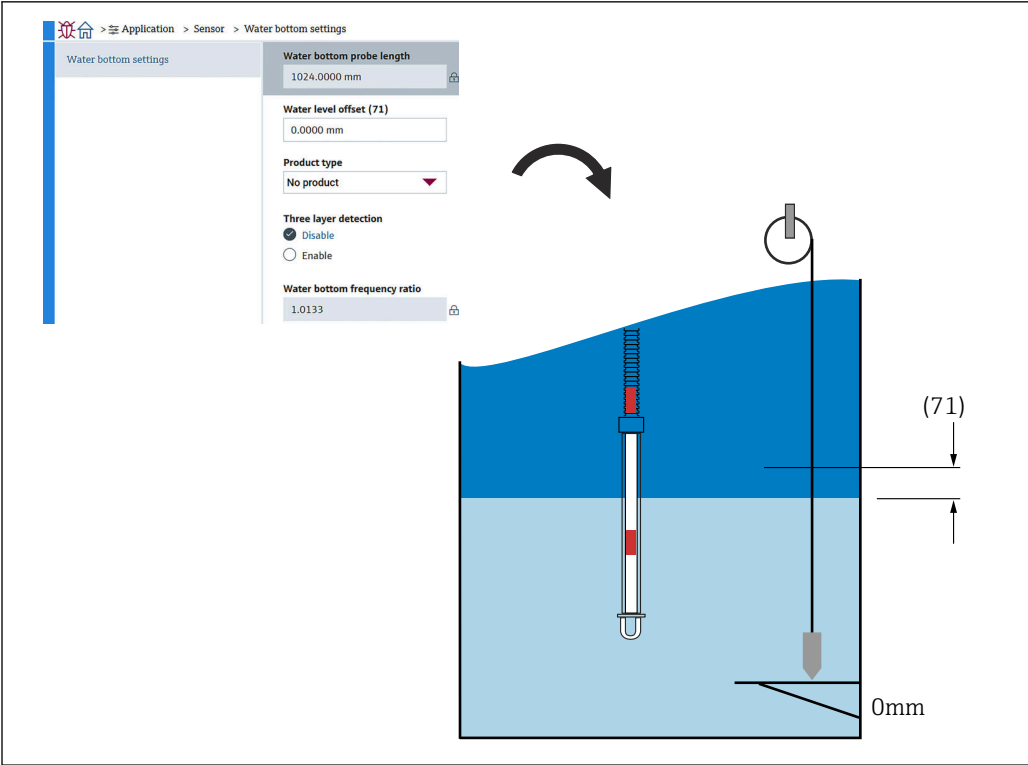 > Application > Sensor > Water bottom settings
Water bottom settings
Water bottom probe length
1024.0000 mm
Water level offset (71)
0.0000 mm
Product type
No product
Three layer detection
Disable
Enable
Water bottom frequency ratio
1.0133
(71)
0mm